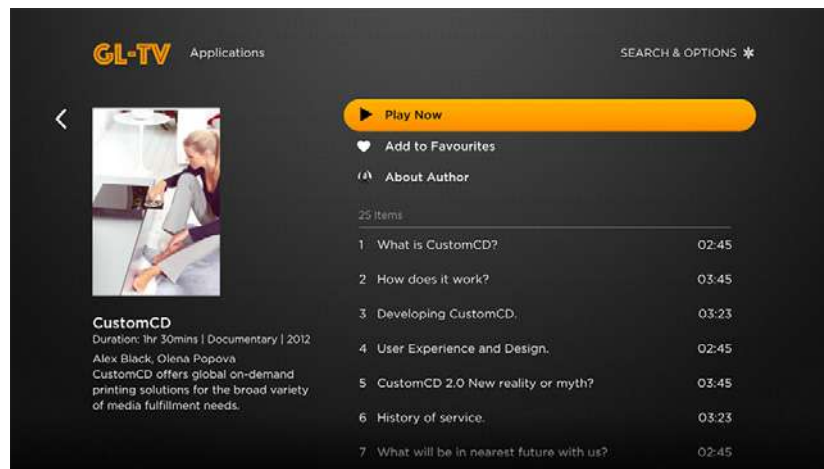 GL-TV Applications SEARCH & OPTIONS *
Play Now
Add to Favourites
About Author
25 Items
1 What is CustomCD? 02:45
2 How does it work? 03:45
3 Developing CustomCD. 03:23
4 User Experience and Design. 02:45
5 CustomCD 2.0 New reality or myth? 03:45
6 History of service. 03:23
7 What will be in nearest future with us? 02:45
CustomCD
Duration: 1hr 30mins | Documentary | 2012
Alex Black, Olena Popova
CustomCD offers global on-demand
printing solutions for the broad variety
of media fulfillment needs.